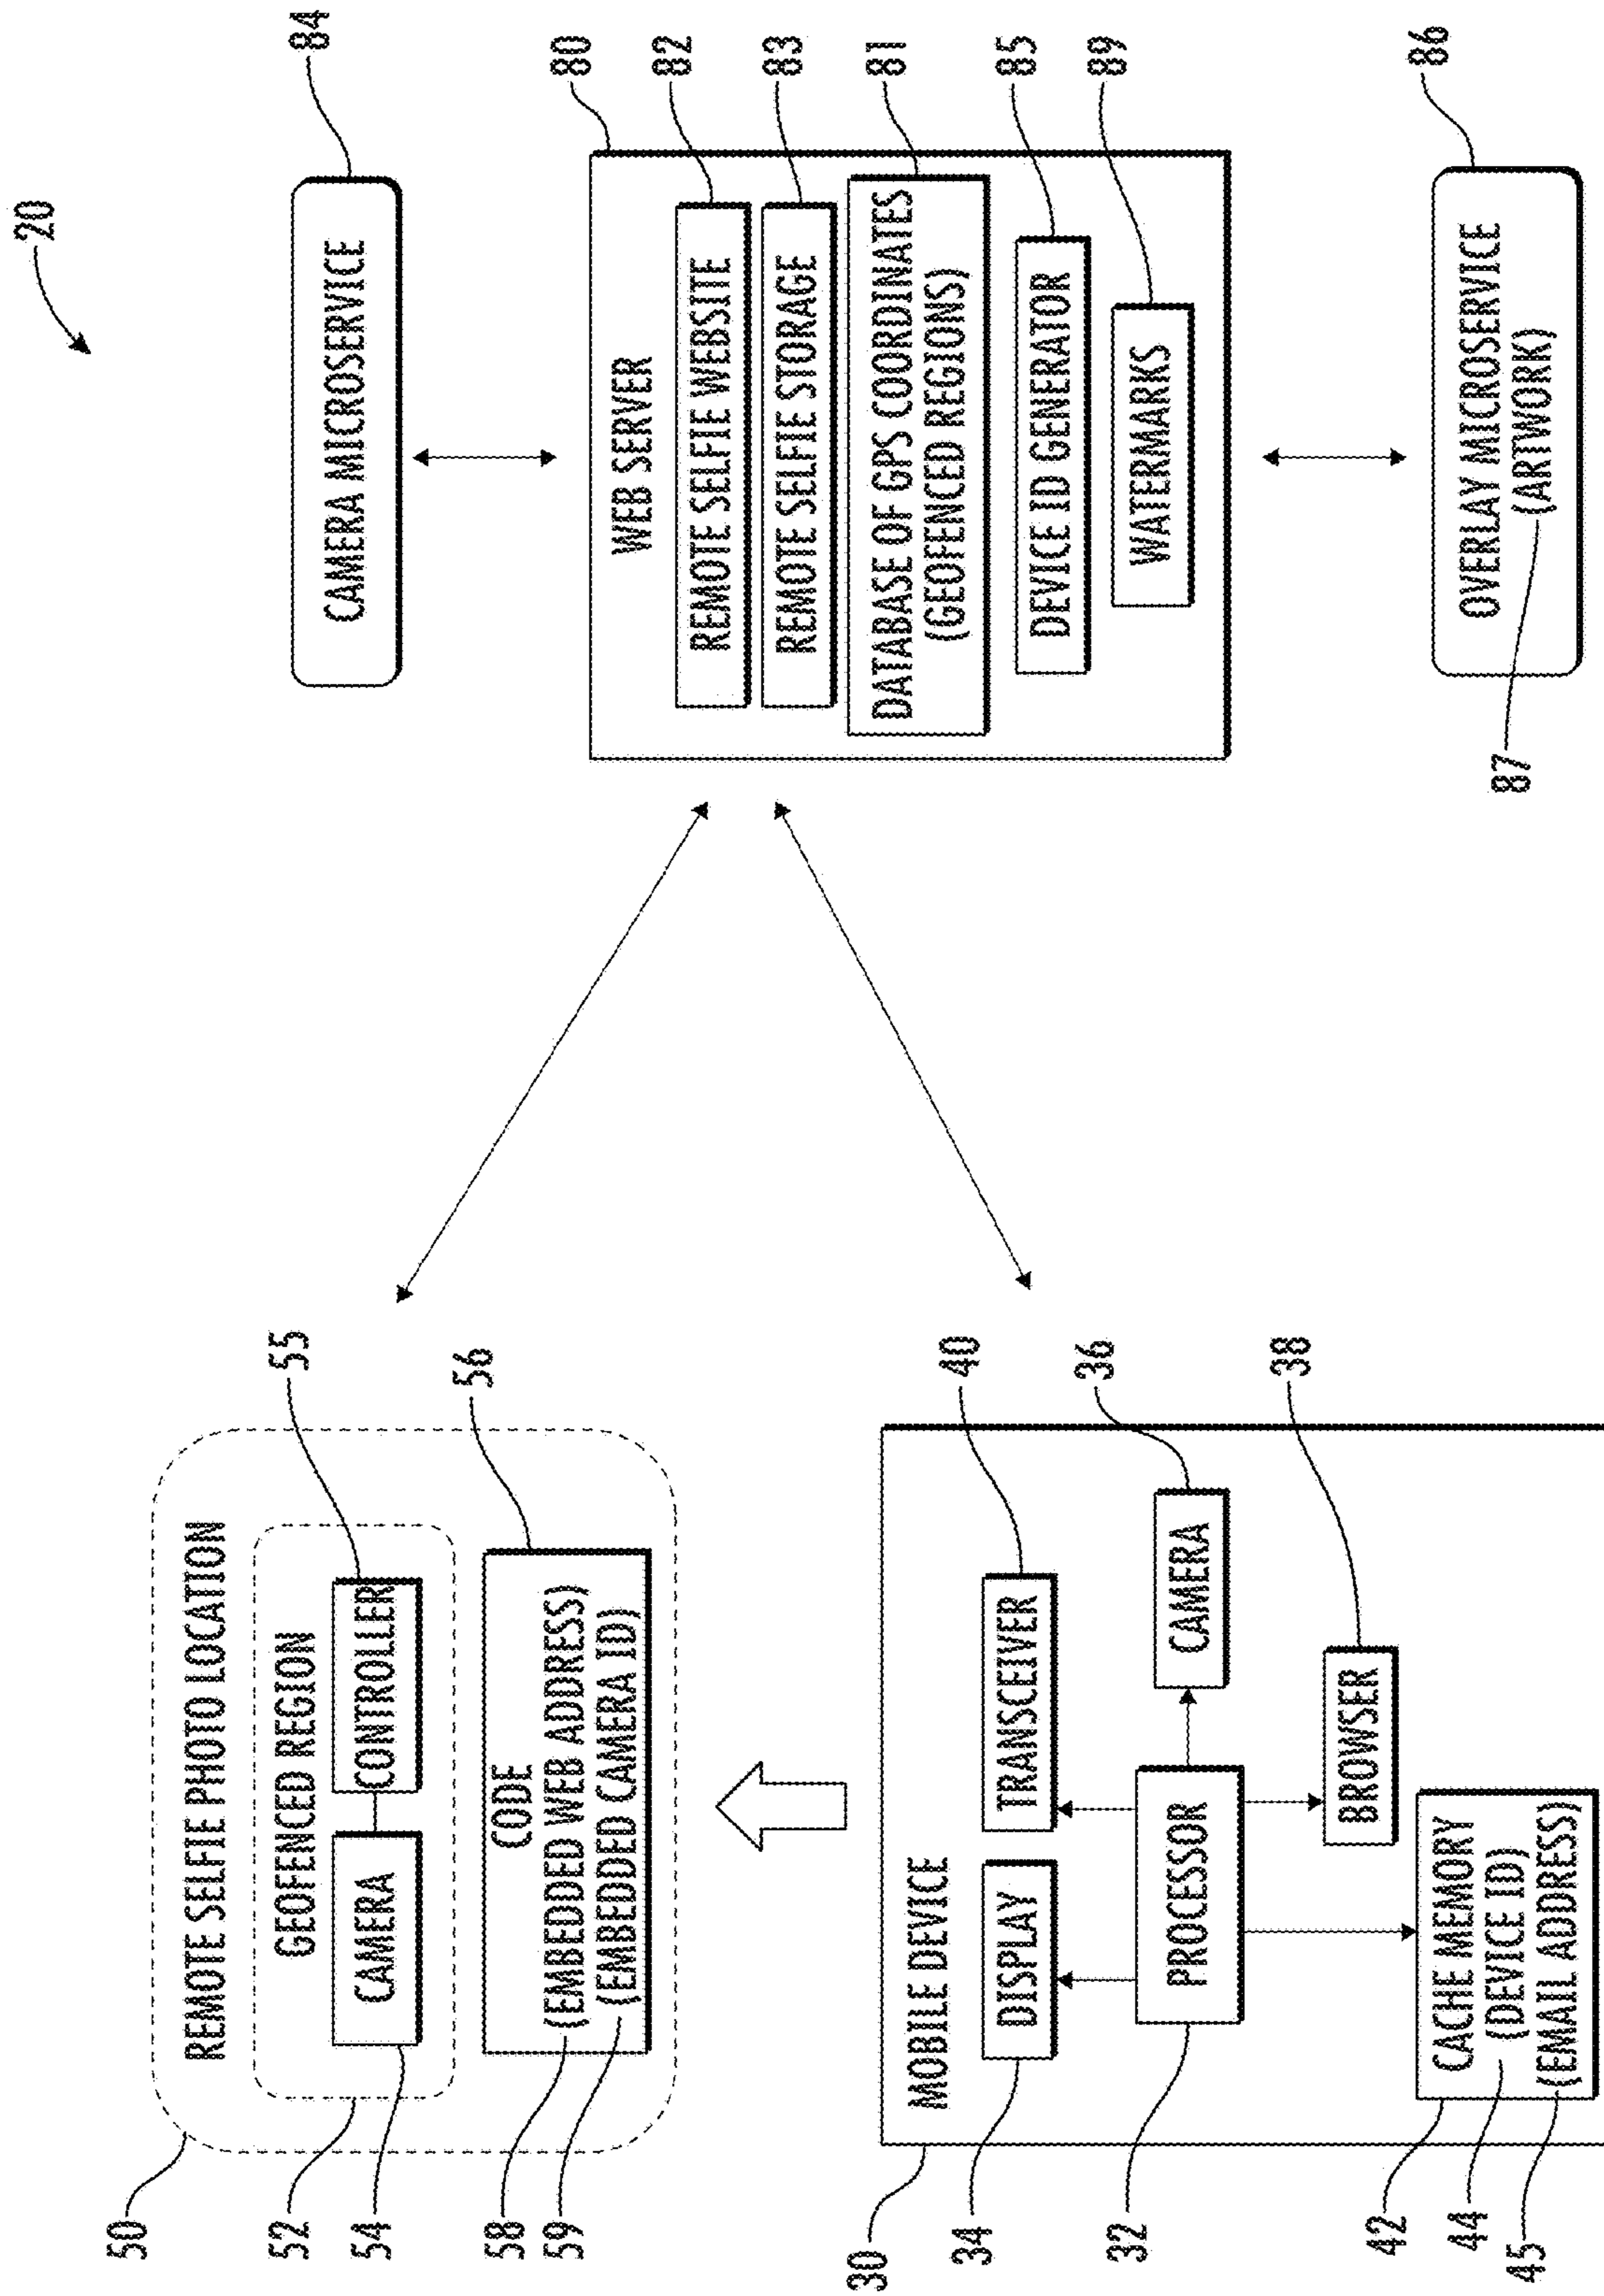 20
50
REMOTE SELFIE PHOTO LOCATION
52
GEOFENCED REGION
54
CAMERA
CONTROLLER
55
CODE
56
58
(EMBEDDED WEB ADDRESS)
59
(EMBEDDED CAMERA ID)
30
MOBILE DEVICE
34
DISPLAY
TRANSCEIVER
40
32
PROCESSOR
CAMERA
36
BROWSER
38
42
CACHE MEMORY
44
(DEVICE ID)
45
(EMAIL ADDRESS)
CAMERA MICROSERVICE
84
80
WEB SERVER
REMOTE SELFIE WEBSITE
82
REMOTE SELFIE STORAGE
83
DATABASE OF GPS COORDINATES
(GEOFENCED REGIONS)
81
DEVICE ID GENERATOR
85
WATERMARKS
89
OVERLAY MICROSERVICE
(ARTWORK)
86
87